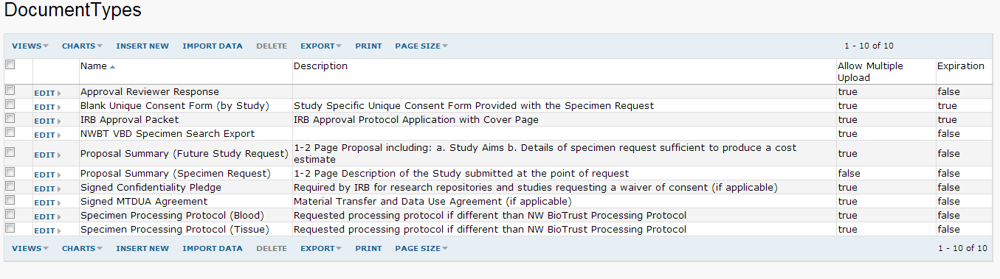 DocumentTypes
VIEWS CHARTS INSERT NEW IMPORT DATA DELETE EXPORT PRINT PAGE SIZE 1 - 10 of 10
Name Description Allow Multiple Expiration
Upload
EDIT Approval Reviewer Response true false
EDIT Blank Unique Consent Form (by Study) Study Specific Unique Consent Form Provided with the Specimen Request true true
EDIT IRB Approval Packet IRB Approval Protocol Application with Cover Page true true
EDIT NWBT VBD Specimen Search Export true false
EDIT Proposal Summary (Future Study Request) 1-2 Page Proposal including: a. Study Aims b. Details of specimen request sufficient to produce a cost true false
estimate
EDIT Proposal Summary (Specimen Request) 1-2 Page Description of the Study submitted at the point of request false false
EDIT Signed Confidentiality Pledge Required by IRB for research repositories and studies requesting a waiver of consent (if applicable) true false
EDIT Signed MTDUA Agreement Material Transfer and Data Use Agreement (if applicable) true false
EDIT Specimen Processing Protocol (Blood) Requested processing protocol if different than NW BioTrust Processing Protocol true false
EDIT Specimen Processing Protocol (Tissue) Requested processing protocol if different than NW BioTrust Processing Protocol true false
VIEWS CHARTS INSERT NEW IMPORT DATA DELETE EXPORT PRINT PAGE SIZE 1 - 10 of 10